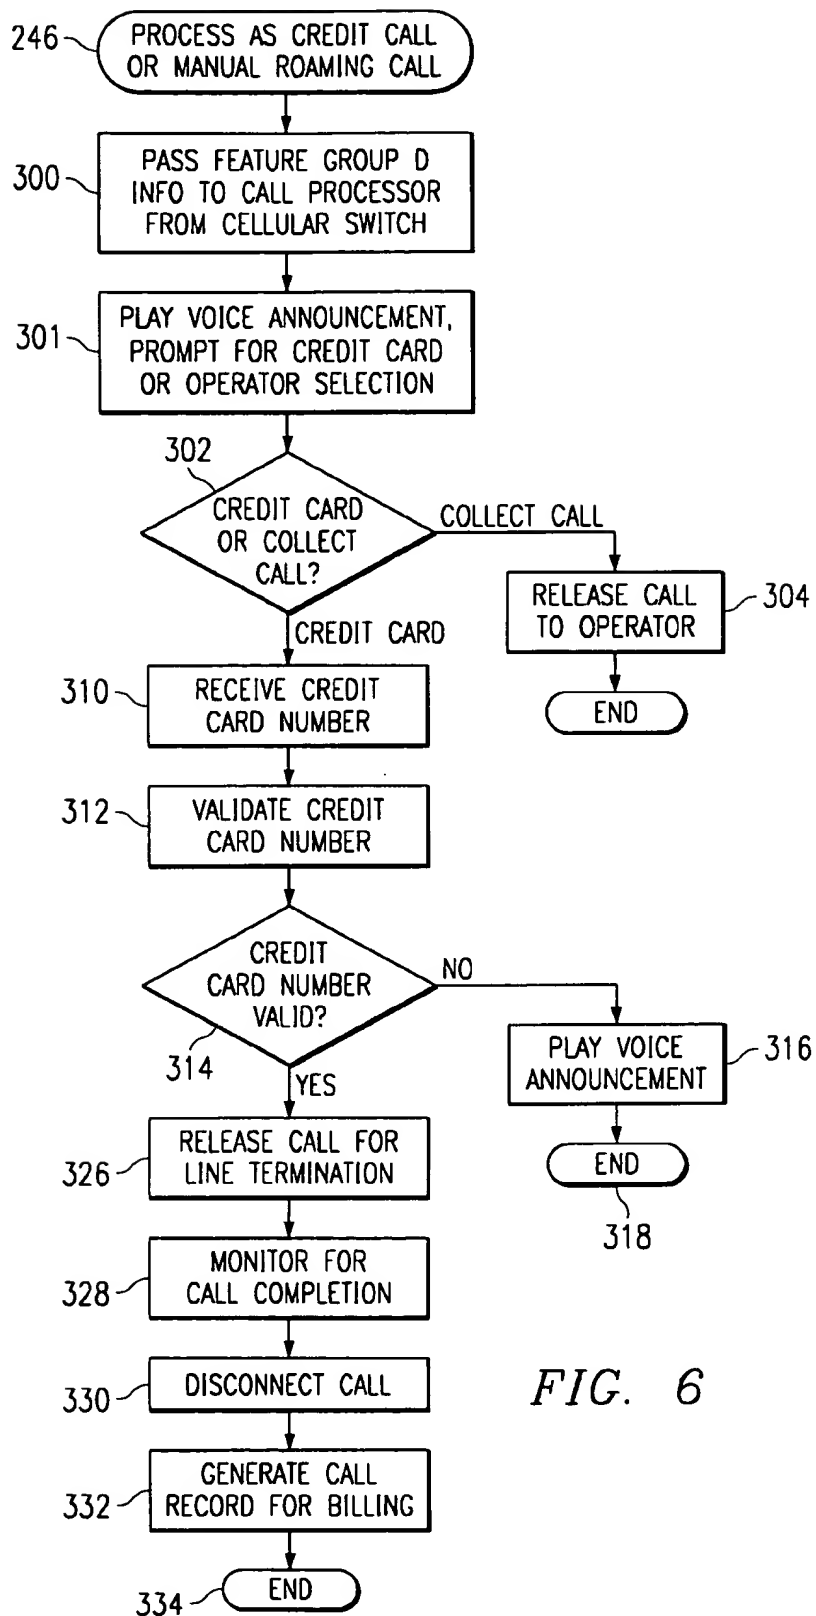 246
PROCESS AS CREDIT CALL
OR MANUAL ROAMING CALL
300
PASS FEATURE GROUP D
INFO TO CALL PROCESSOR
FROM CELLULAR SWITCH
301
PLAY VOICE ANNOUNCEMENT,
PROMPT FOR CREDIT CARD
OR OPERATOR SELECTION
302
CREDIT CARD
OR COLLECT
CALL?
COLLECT CALL
RELEASE CALL
TO OPERATOR
304
END
CREDIT CARD
310
RECEIVE CREDIT
CARD NUMBER
312
VALIDATE CREDIT
CARD NUMBER
CREDIT
CARD NUMBER
VALID?
314
NO
PLAY VOICE
ANNOUNCEMENT
316
END
318
YES
326
RELEASE CALL FOR
LINE TERMINATION
328
MONITOR FOR
CALL COMPLETION
330
DISCONNECT CALL
332
GENERATE CALL
RECORD FOR BILLING
334
END
FIG. 6